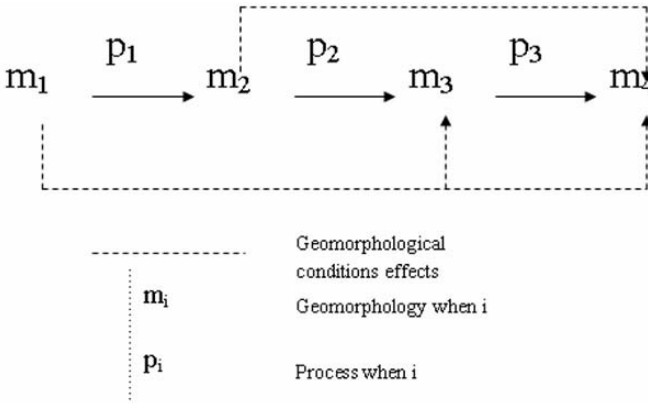 p₁ p₂ p₃
m₁ m₂ m₃
Geomorphological
conditions effects
mᵢ Geomorphology when i
pᵢ Process when i